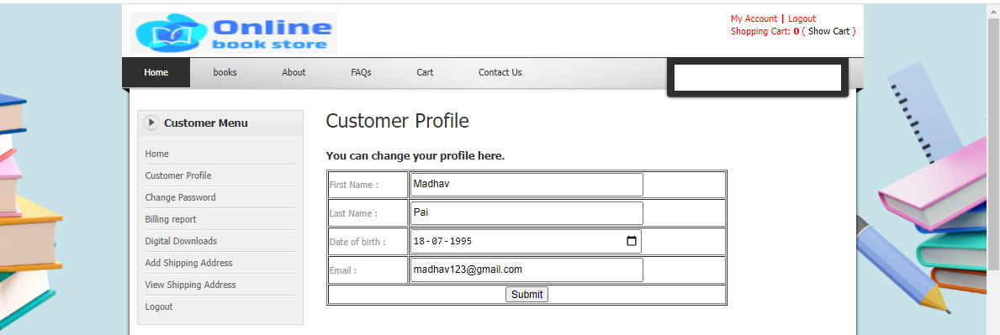 Online
book store
My Account | Logout
Shopping Cart: 0 ( Show Cart )
Home books About FAQs Cart Contact Us
Customer Menu
Home
Customer Profile
Change Password
Billing report
Digital Downloads
Add Shipping Address
View Shipping Address
Logout
Customer Profile
You can change your profile here.
First Name : Madhav
Last Name : Pai
Date of birth : 18-07-1995
Email : madhav123@gmail.com
Submit